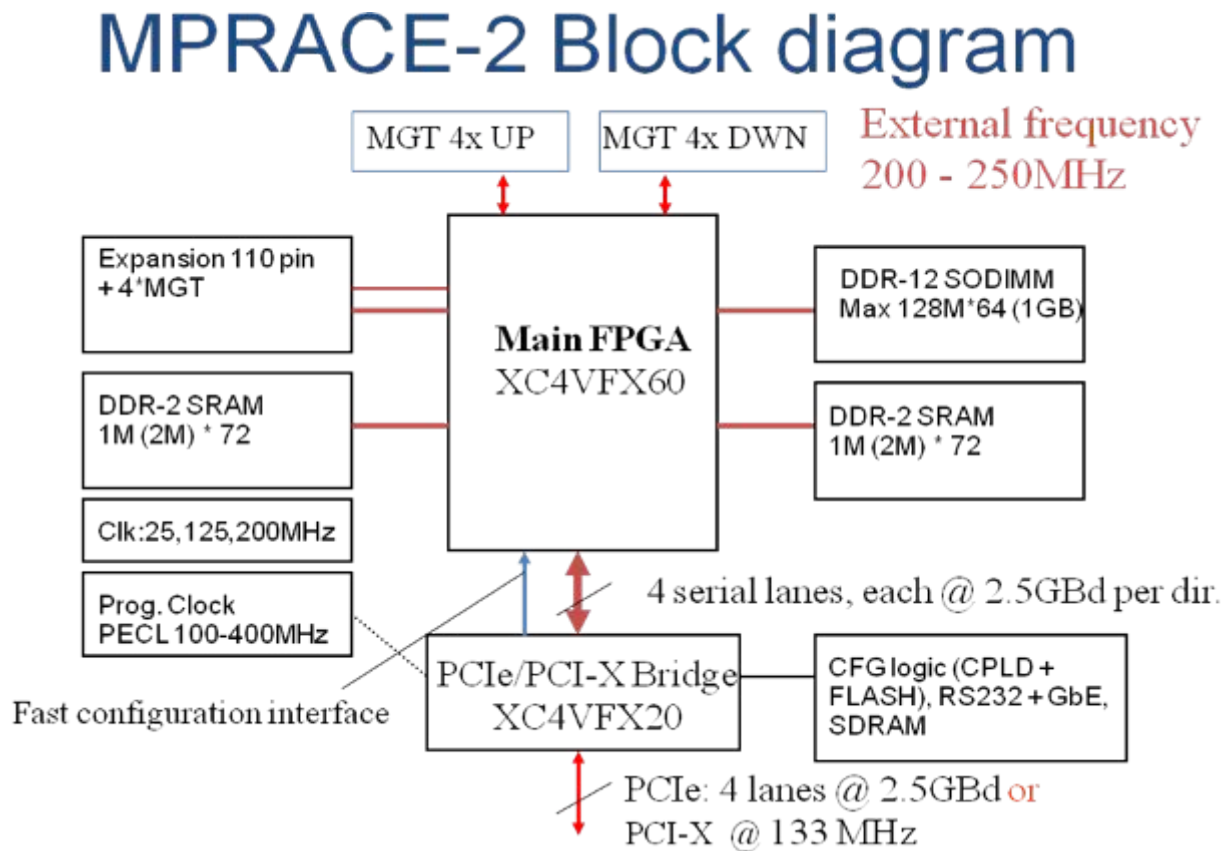 MPRACE-2 Block diagram
MGT 4x UP
MGT 4x DWN
External frequency
200 - 250MHz
Expansion 110 pin
+ 4*MGT
Main FPGA
XC4VFX60
DDR-12 SODIMM
Max 128M*64 (1GB)
DDR-2 SRAM
1M (2M) * 72
DDR-2 SRAM
1M (2M) * 72
Clk:25,125,200MHz
Prog. Clock
PECL 100-400MHz
4 serial lanes, each @ 2.5GBd per dir.
Fast configuration interface
PCIe/PCI-X Bridge
XC4VFX20
CFG logic (CPLD +
FLASH), RS232 + GbE,
SDRAM
PCIe: 4 lanes @ 2.5GBd or
PCI-X @ 133 MHz